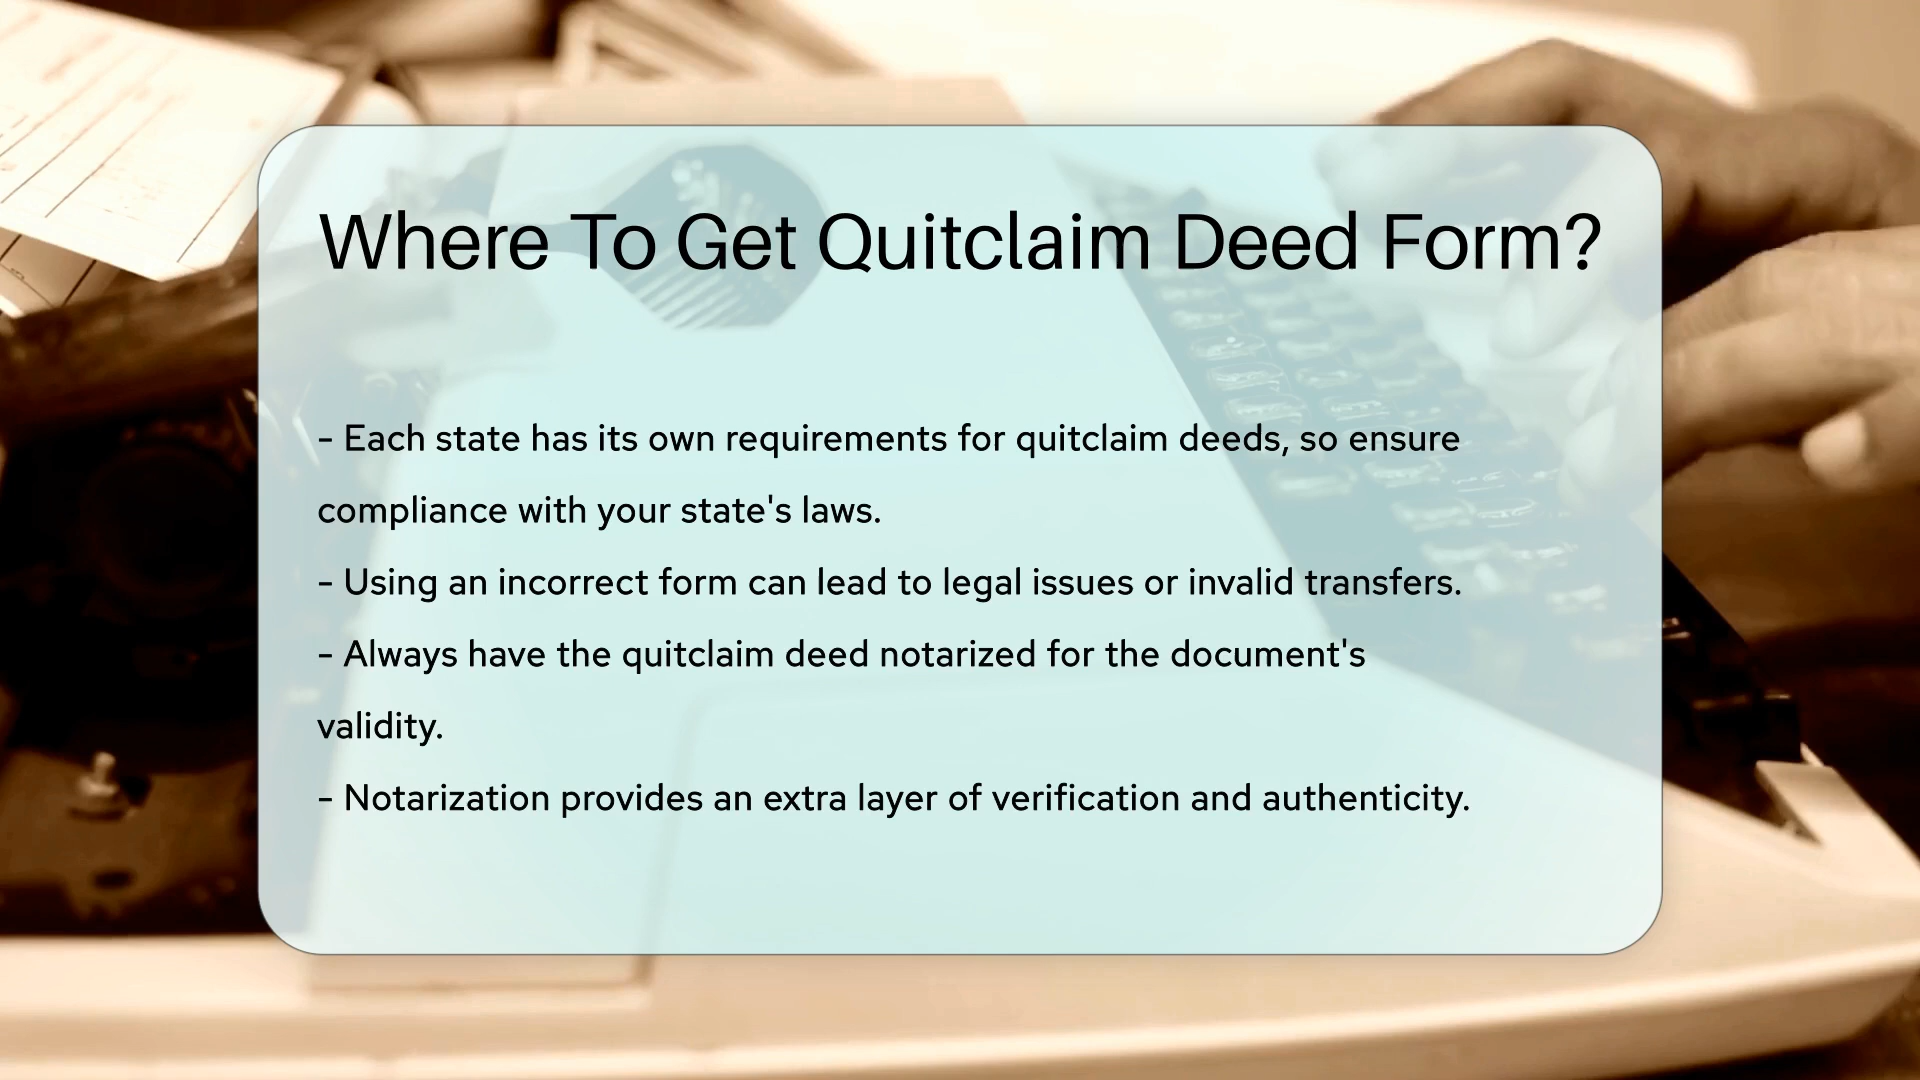 Where To Get Quitclaim Deed Form?
- Each state has its own requirements for quitclaim deeds, so ensure
compliance with your state's laws.
- Using an incorrect form can lead to legal issues or invalid transfers.
- Always have the quitclaim deed notarized for the document's
validity.
- Notarization provides an extra layer of verification and authenticity.